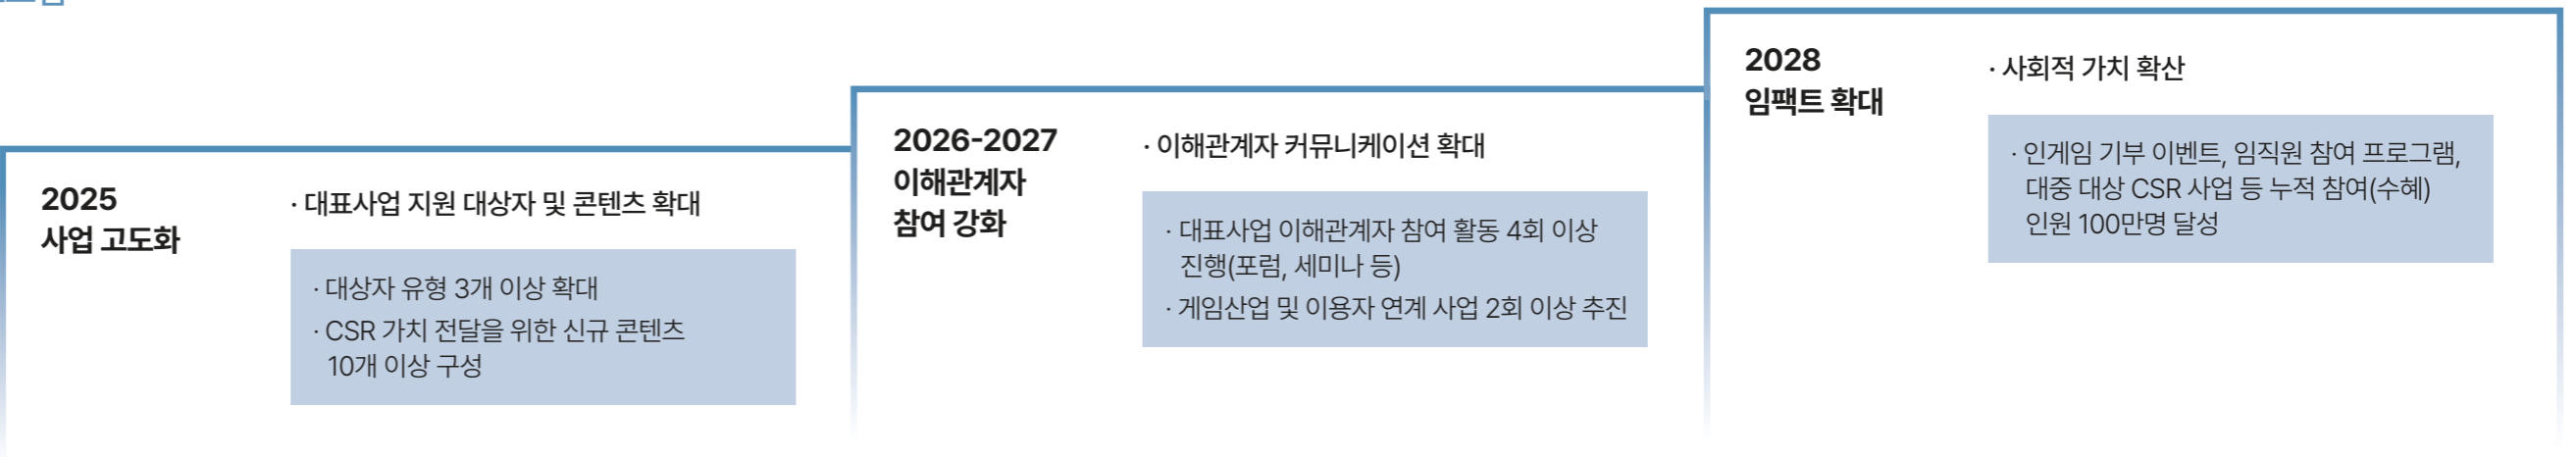 2025
사업 고도화
· 대표사업 지원 대상자 및 콘텐츠 확대
· 대상자 유형 3개 이상 확대
· CSR 가치 전달을 위한 신규 콘텐츠
10개 이상 구성
2026-2027
이해관계자
참여 강화
· 이해관계자 커뮤니케이션 확대
· 대표사업 이해관계자 참여 활동 4회 이상
진행(포럼, 세미나 등)
· 게임산업 및 이용자 연계 사업 2회 이상 추진
2028
임팩트 확대
· 사회적 가치 확산
· 인게임 기부 이벤트, 임직원 참여 프로그램,
대중 대상 CSR 사업 등 누적 참여(수혜)
인원 100만명 달성